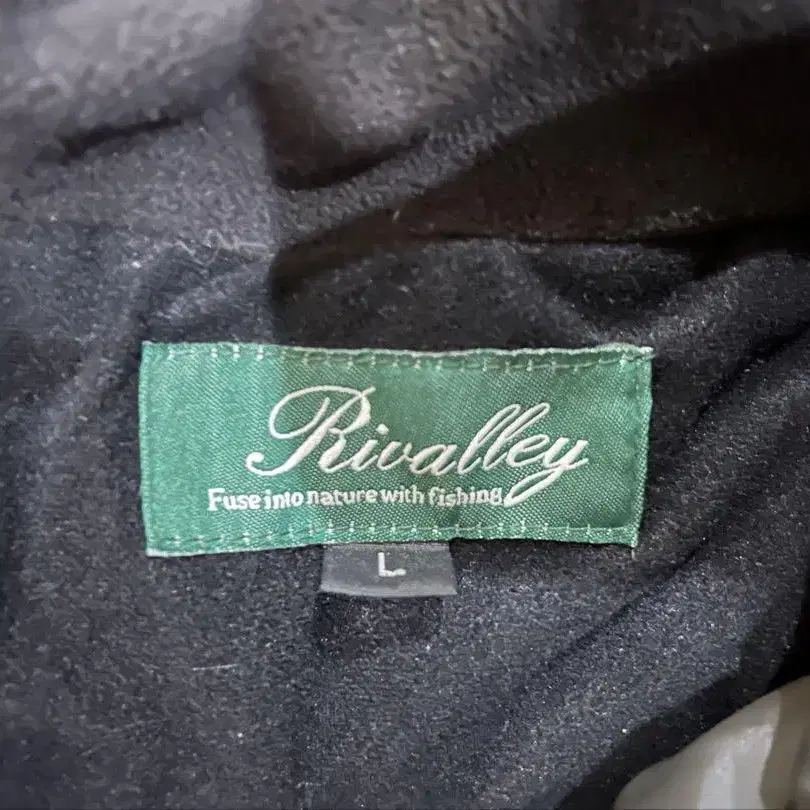 Rivalley
Fuse into nature with fishing
L